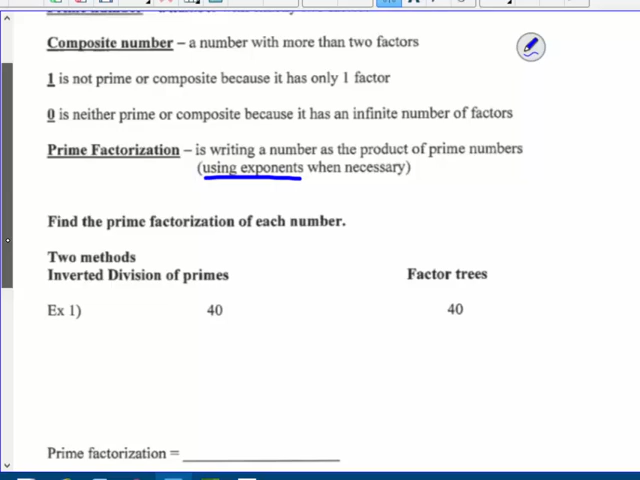 Composite number – a number with more than two factors
1 is not prime or composite because it has only 1 factor
0 is neither prime or composite because it has an infinite number of factors
Prime Factorization – is writing a number as the product of prime numbers
(using exponents when necessary)
Find the prime factorization of each number.
Two methods
Inverted Division of primes Factor trees
Ex 1) 40 40
Prime factorization = ________________